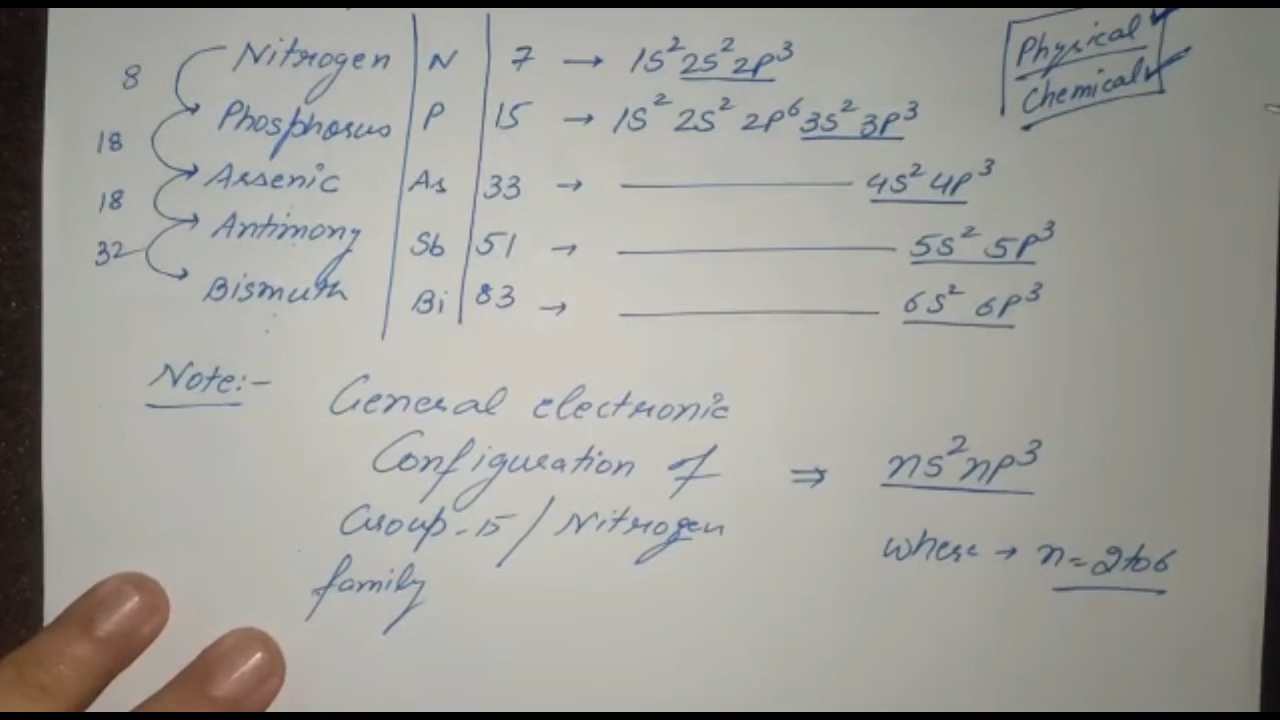 Physical ✓
Chemical ✓
8
18
18
32
Nitrogen | N | 7 → 1S² 2S² 2P³
Phosphorus | P | 15 → 1S² 2S² 2P⁶ 3S² 3P³
Arsenic | As | 33 → 4S² 4P³
Antimony | Sb | 51 → 5S² 5P³
Bismuth | Bi | 83 → 6S² 6P³
Note:-
General electronic
Configuration of ⇒ ns²np³
Group-15 / Nitrogen
family
where → n = 2 to 6